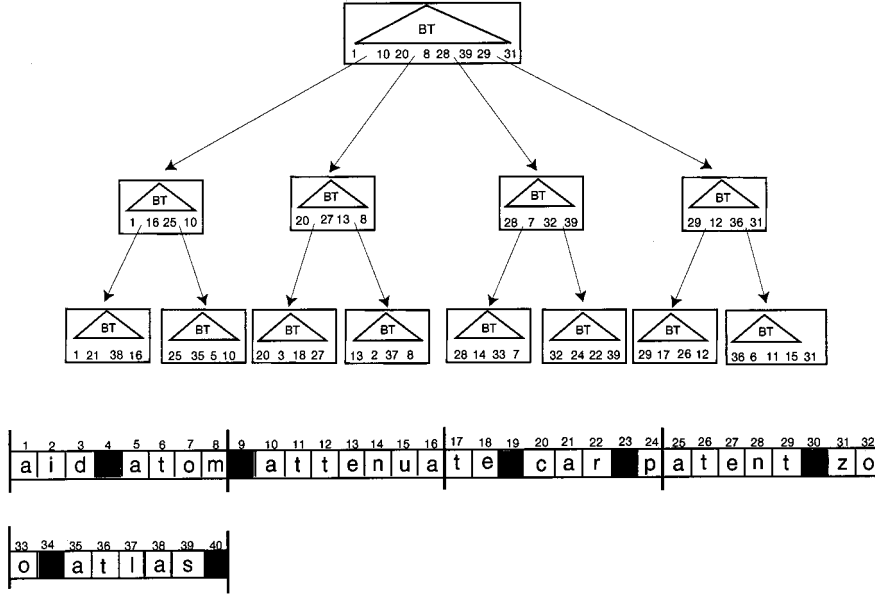 BT
1 10 20 8 28 39 29 31
BT BT BT BT
1 16 25 10 20 27 13 8 28 7 32 39 29 12 36 31
BT BT BT BT BT BT BT BT
1 21 38 16 25 35 5 10 20 3 18 27 13 2 37 8 28 14 33 7 32 24 22 39 29 17 26 12 36 6 11 15 31
1 2 3 4 5 6 7 8 9 10 11 12 13 14 15 16 17 18 19 20 21 22 23 24 25 26 27 28 29 30 31 32
a i d a t o m a t t e n u a t e c a r p a t e n t z o
33 34 35 36 37 38 39 40
o a t l a s